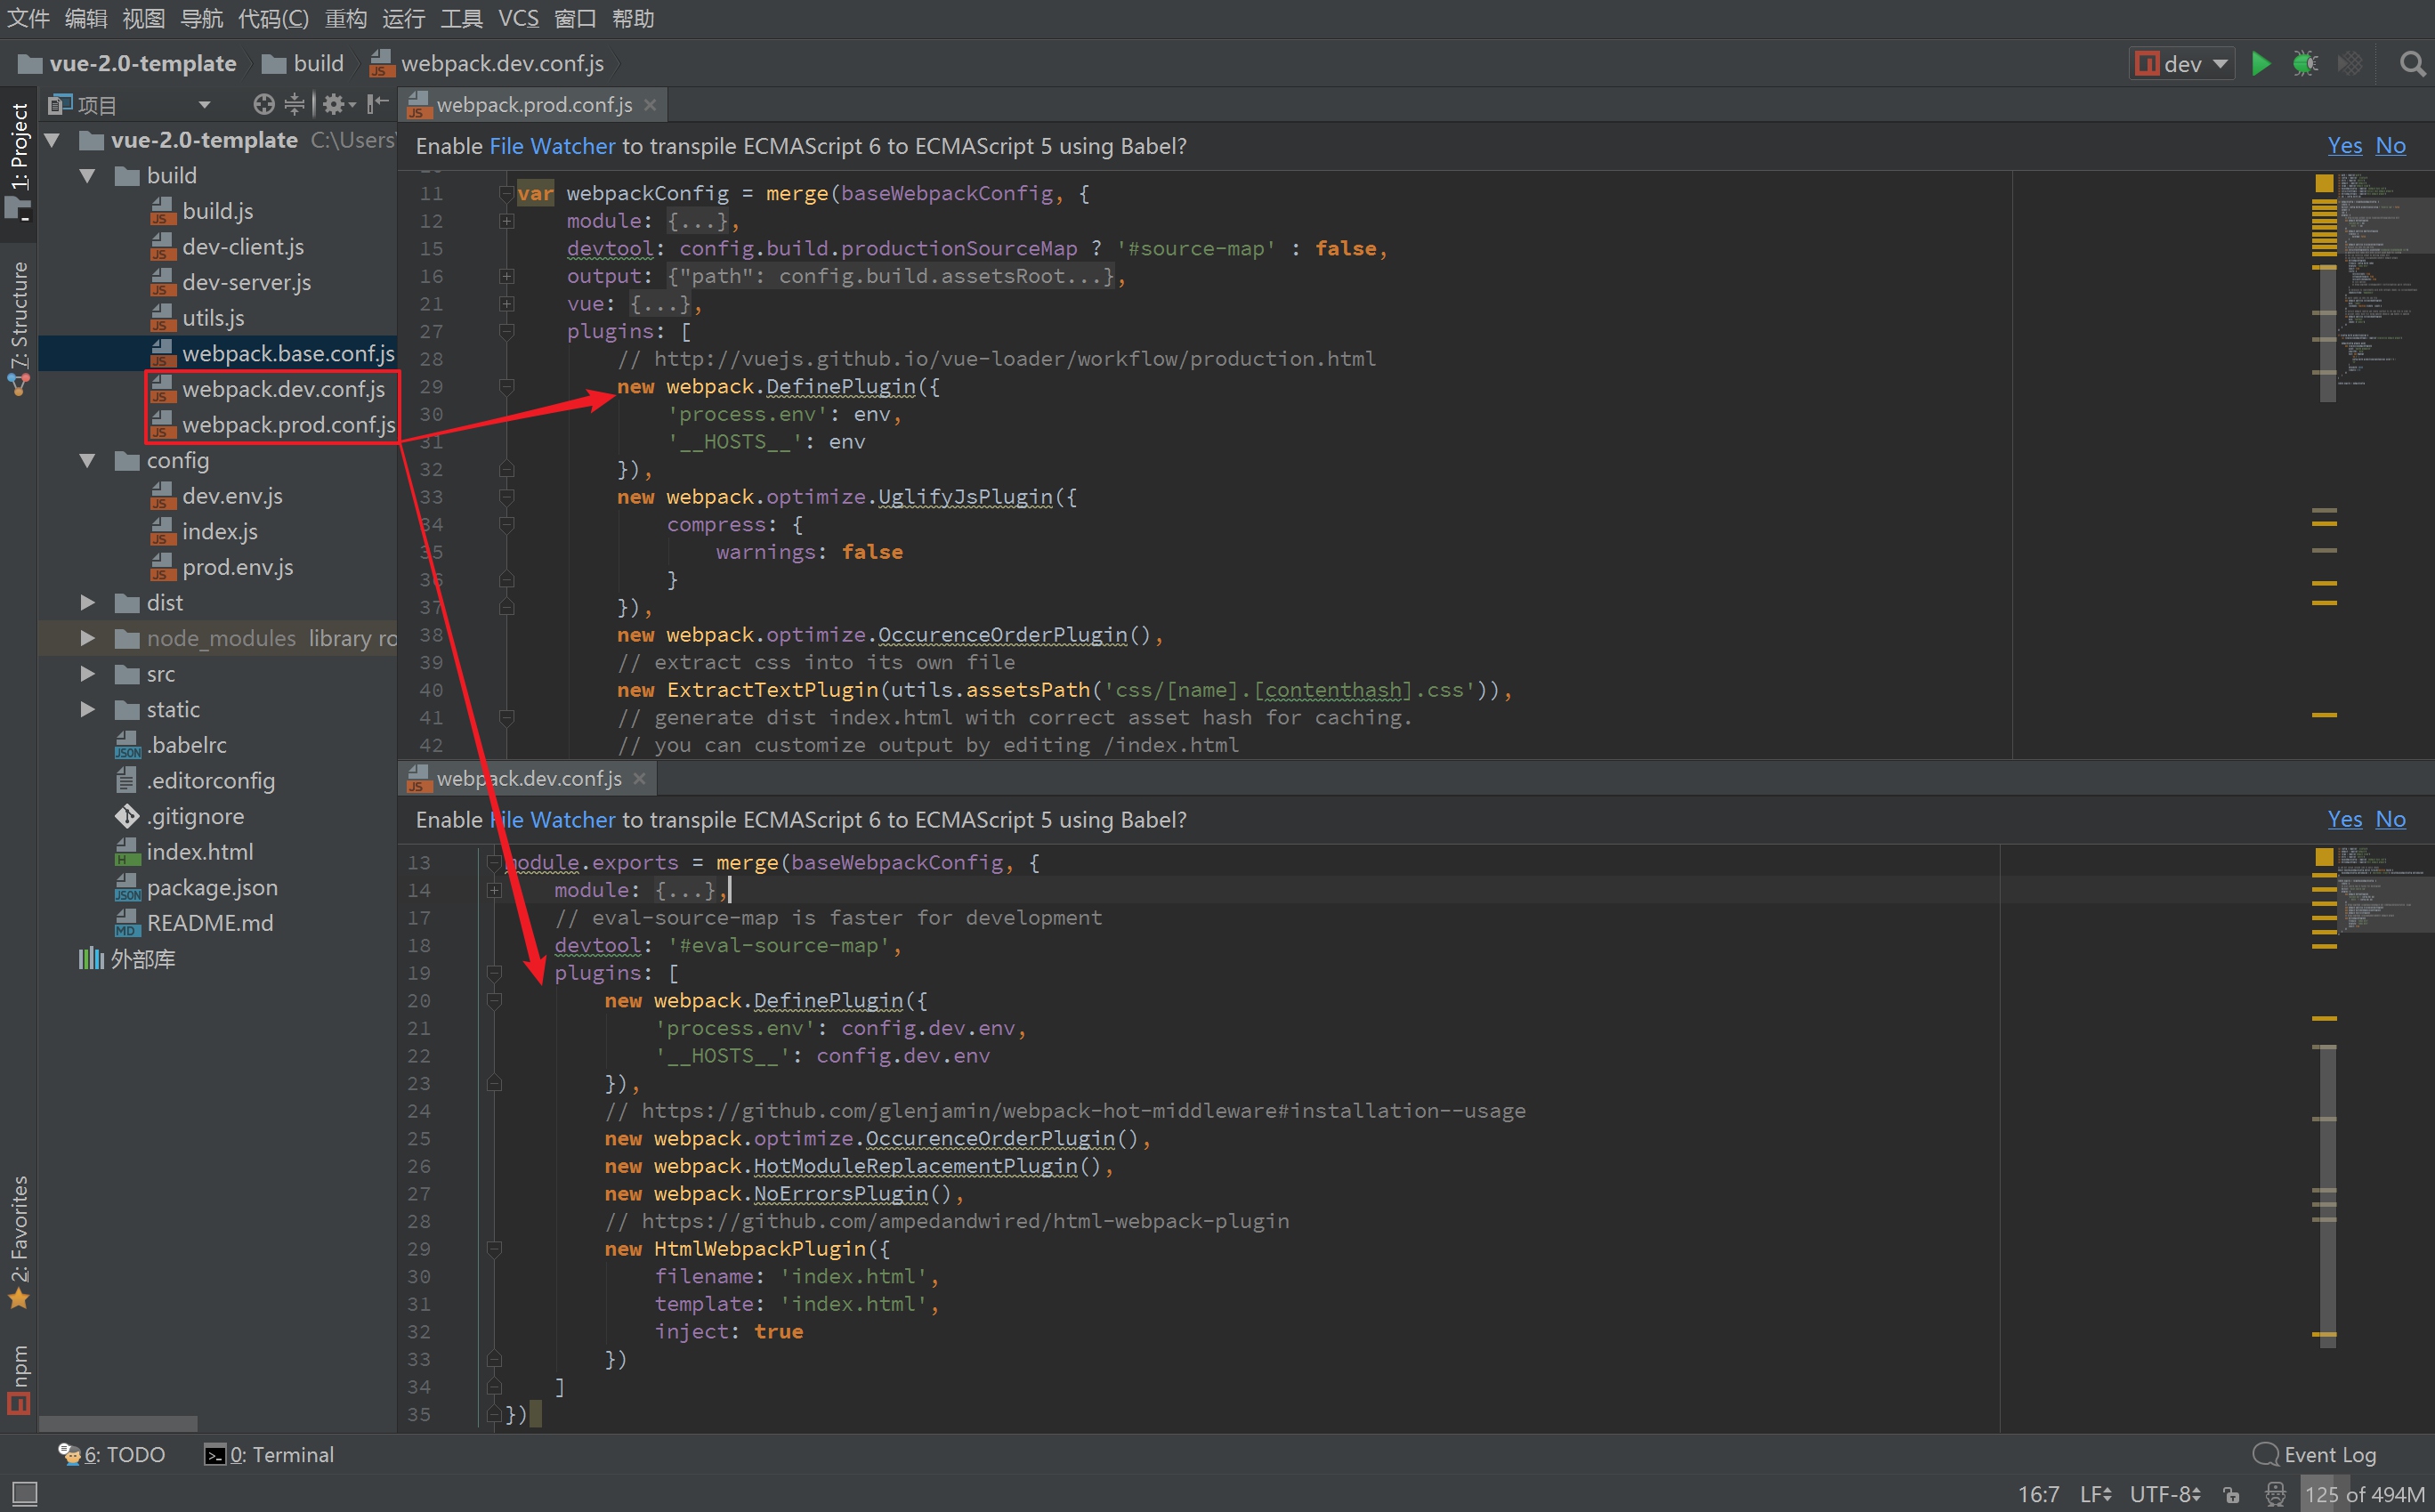 文件 编辑 视图 导航 代码(C) 重构 运行 工具 VCS 窗口 帮助
vue-2.0-template build webpack.dev.conf.js dev
1: Project
7: Structure
2: Favorites
npm
项目
vue-2.0-template C:\Users\
build
build.js
dev-client.js
dev-server.js
utils.js
webpack.base.conf.js
webpack.dev.conf.js
webpack.prod.conf.js
config
dev.env.js
index.js
prod.env.js
dist
node_modules library ro
src
static
.babelrc
.editorconfig
.gitignore
index.html
package.json
README.md
外部库
webpack.prod.conf.js
Enable File Watcher to transpile ECMAScript 6 to ECMAScript 5 using Babel? Yes No
11 var webpackConfig = merge(baseWebpackConfig, {
12 module: {...},
15 devtool: config.build.productionSourceMap ? '#source-map' : false,
16 output: {"path": config.build.assetsRoot...},
21 vue: {...},
27 plugins: [
28 // http://vuejs.github.io/vue-loader/workflow/production.html
29 new webpack.DefinePlugin({
30 'process.env': env,
31 '__HOSTS__': env
32 }),
33 new webpack.optimize.UglifyJsPlugin({
34 compress: {
35 warnings: false
36 }
37 }),
38 new webpack.optimize.OccurenceOrderPlugin(),
39 // extract css into its own file
40 new ExtractTextPlugin(utils.assetsPath('css/[name].[contenthash].css')),
41 // generate dist index.html with correct asset hash for caching.
42 // you can customize output by editing /index.html
webpack.dev.conf.js
Enable File Watcher to transpile ECMAScript 6 to ECMAScript 5 using Babel? Yes No
13 module.exports = merge(baseWebpackConfig, {
14 module: {...},
17 // eval-source-map is faster for development
18 devtool: '#eval-source-map',
19 plugins: [
20 new webpack.DefinePlugin({
21 'process.env': config.dev.env,
22 '__HOSTS__': config.dev.env
23 }),
24 // https://github.com/glenjamin/webpack-hot-middleware#installation--usage
25 new webpack.optimize.OccurenceOrderPlugin(),
26 new webpack.HotModuleReplacementPlugin(),
27 new webpack.NoErrorsPlugin(),
28 // https://github.com/ampedandwired/html-webpack-plugin
29 new HtmlWebpackPlugin({
30 filename: 'index.html',
31 template: 'index.html',
32 inject: true
33 })
34 ]
35 })
6: TODO 0: Terminal Event Log
16:7 LF UTF-8 125 of 494M